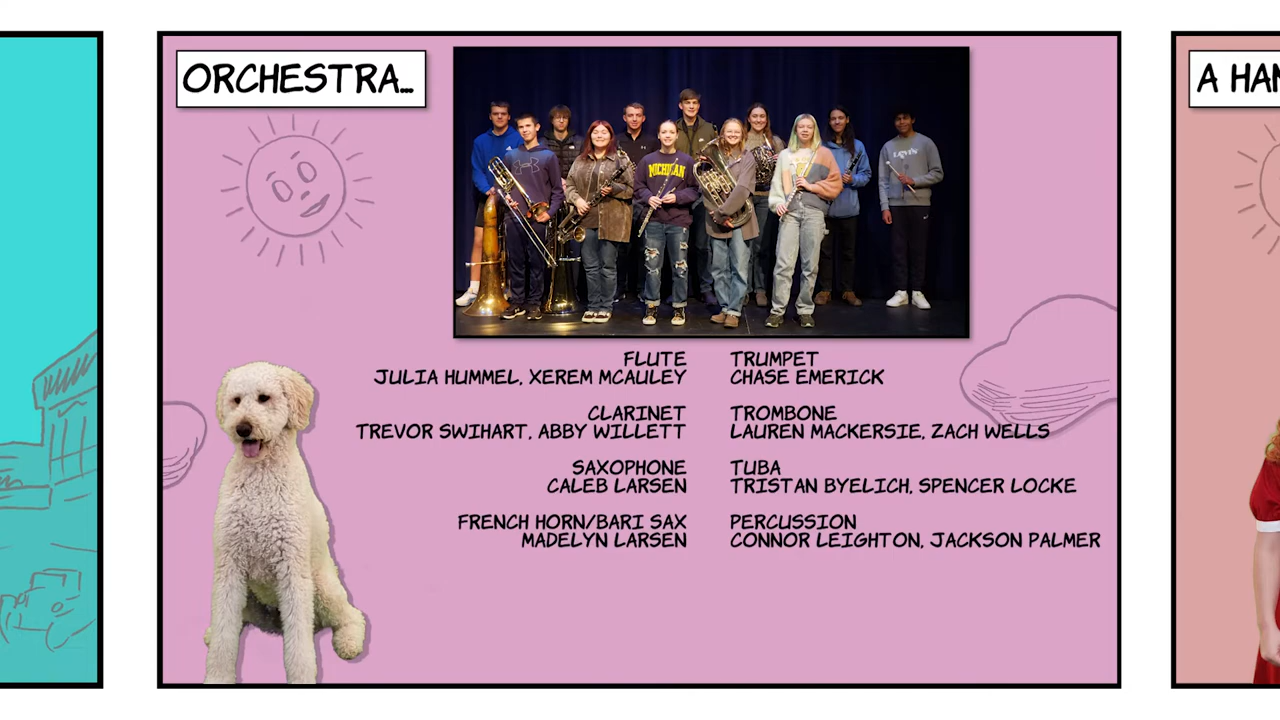 ORCHESTRA...
A HAN
MICHIGAN
LEVI'S
FLUTE
JULIA HUMMEL, XEREM MCAULEY
CLARINET
TREVOR SWIHART, ABBY WILLETT
SAXOPHONE
CALEB LARSEN
FRENCH HORN/BARI SAX
MADELYN LARSEN
TRUMPET
CHASE EMERICK
TROMBONE
LAUREN MACKERSIE, ZACH WELLS
TUBA
TRISTAN BYELICH, SPENCER LOCKE
PERCUSSION
CONNOR LEIGHTON, JACKSON PALMER